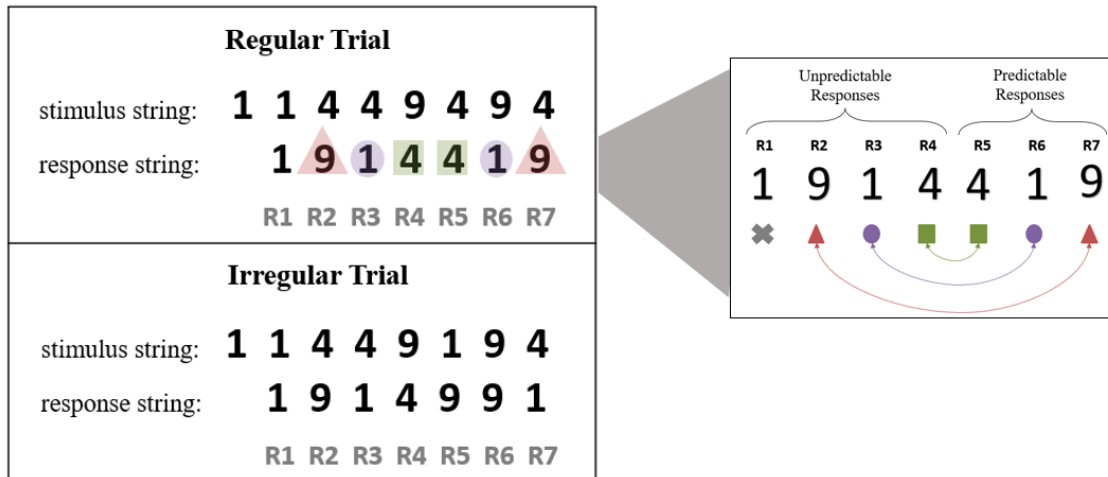 Regular Trial
stimulus string: 1 1 4 4 9 4 9 4
response string: 1 9 1 4 4 1 9
R1 R2 R3 R4 R5 R6 R7
Irregular Trial
stimulus string: 1 1 4 4 9 1 9 4
response string: 1 9 1 4 9 9 1
R1 R2 R3 R4 R5 R6 R7
Unpredictable Predictable
Responses Responses
R1 R2 R3 R4 R5 R6 R7
1 9 1 4 4 1 9